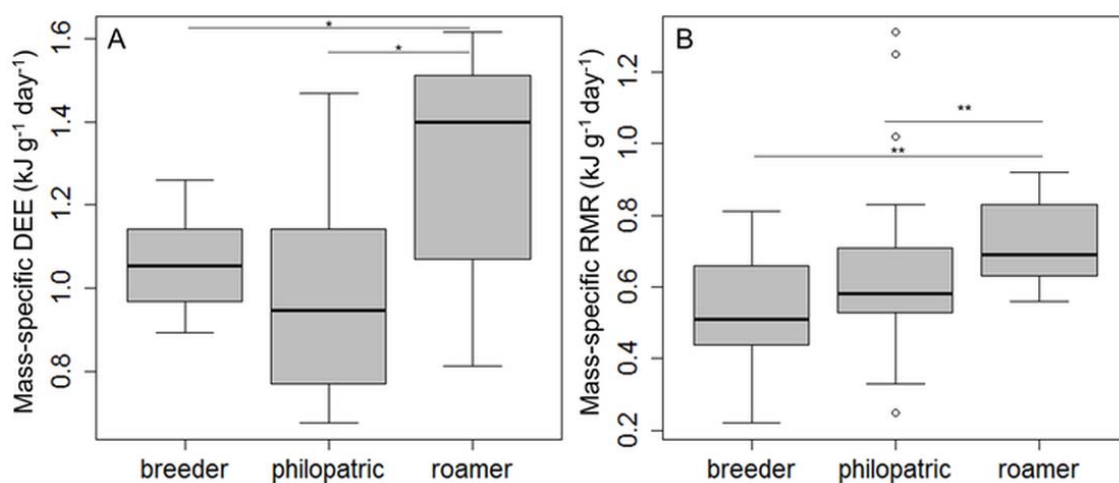 A
Mass-specific DEE (kJ g⁻¹ day⁻¹)
1.6
1.4
1.2
1.0
0.8
*
*
breeder philopatric roamer
B
Mass-specific RMR (kJ g⁻¹ day⁻¹)
1.2
1.0
0.8
0.6
0.4
0.2
**
**
breeder philopatric roamer